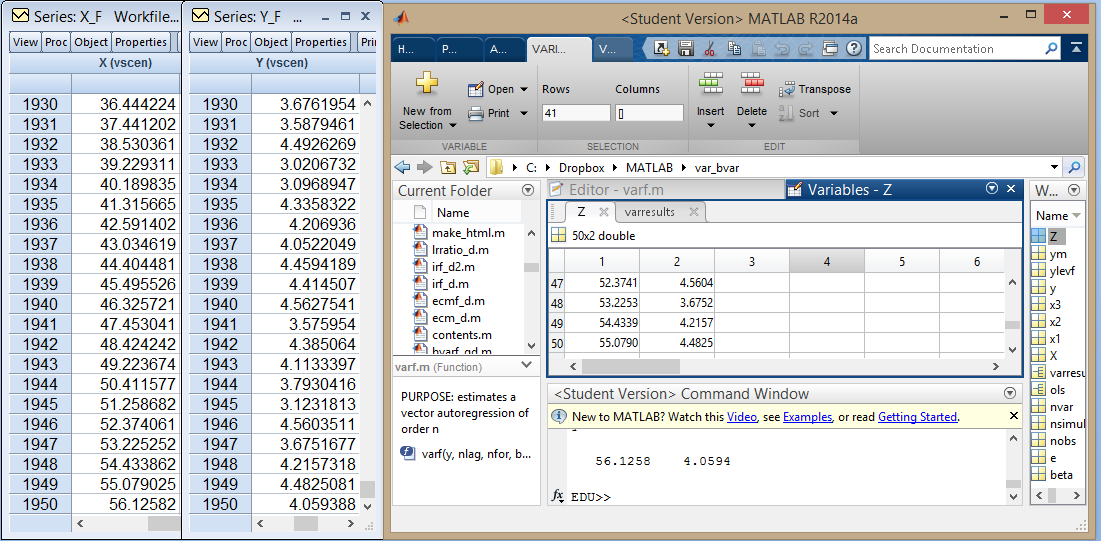 Series: X_F Workfile...
View Proc Object Properties
X (vscen)
1930 36.444224
1931 37.441202
1932 38.530361
1933 39.229311
1934 40.189835
1935 41.315665
1936 42.591402
1937 43.034619
1938 44.404481
1939 45.495526
1940 46.325721
1941 47.453041
1942 48.424242
1943 49.223674
1944 50.411577
1945 51.258682
1946 52.374061
1947 53.225252
1948 54.433862
1949 55.079025
1950 56.12582
Series: Y_F ...
View Proc Object Properties Prin
Y (vscen)
1930 3.6761954
1931 3.5879461
1932 4.4926269
1933 3.0206732
1934 3.0968947
1935 4.3358322
1936 4.206936
1937 4.0522049
1938 4.4594189
1939 4.414507
1940 4.5627541
1941 3.575954
1942 4.385064
1943 4.1133397
1944 3.7930416
1945 3.1231813
1946 4.5603511
1947 3.6751677
1948 4.2157318
1949 4.4825081
1950 4.059388
<Student Version> MATLAB R2014a
H... P... A... VARI... V... Search Documentation
New from Selection
Open
Print
Rows
41
Columns
[]
Insert
Delete
Transpose
Sort
VARIABLE SELECTION EDIT
C: Dropbox MATLAB var_bvar
Current Folder
Name
make_html.m
lrratio_d.m
irf_d2.m
irf_d.m
ecmf_d.m
ecm_d.m
contents.m
bvarf_gd.m
varf.m (Function)
PURPOSE: estimates a
vector autoregression of
order n
varf(y, nlag, nfor, b...
Editor - varf.m
Variables - Z
Z varresults
50x2 double
1 2 3 4 5 6
47 52.3741 4.5604
48 53.2253 3.6752
49 54.4339 4.2157
50 55.0790 4.4825
<Student Version> Command Window
New to MATLAB? Watch this Video, see Examples, or read Getting Started.
56.1258 4.0594
fx EDU>>
W...
Name
Z
ym
ylevf
y
x3
x2
x1
X
varresu
ols
nvar
nsimul
nobs
e
beta